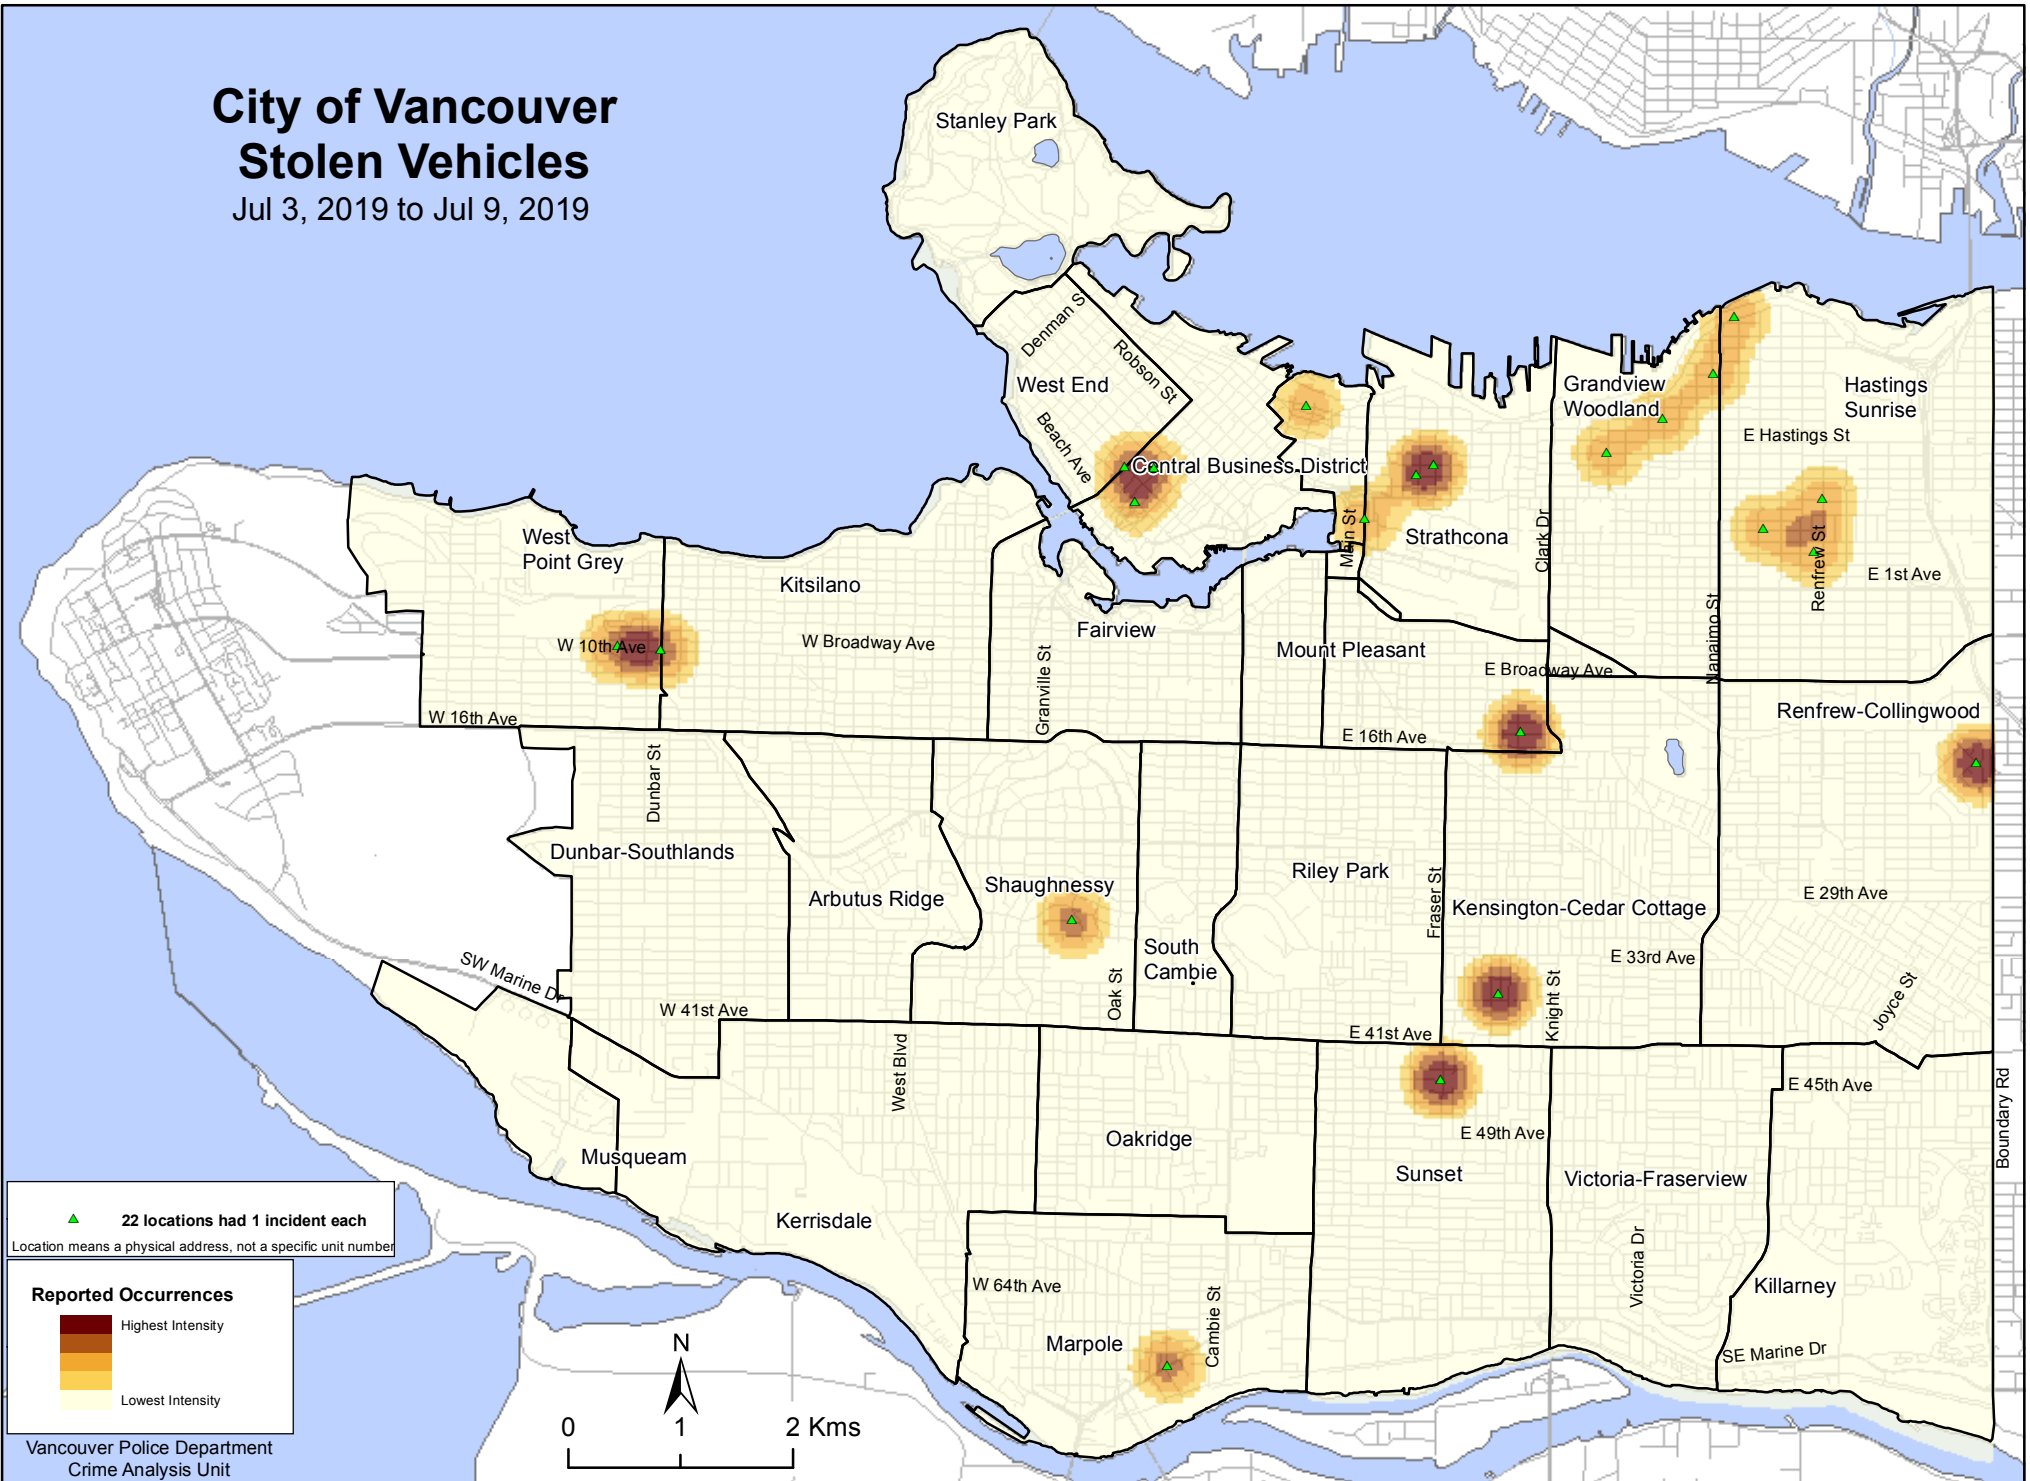 City of Vancouver
Stolen Vehicles
Jul 3, 2019 to Jul 9, 2019
Stanley Park
Denman S
Robson St
West End
Beach Ave
Central Business District
Grandview
Woodland
Hastings
Sunrise
E Hastings St
Main St
Strathcona
Clark Dr
Nanaimo St
Renfrew St
E 1st Ave
West
Point Grey
Kitsilano
W 10th Ave
W Broadway Ave
Fairview
Granville St
Mount Pleasant
E Broadway Ave
W 16th Ave
E 16th Ave
Renfrew-Collingwood
Dunbar St
Dunbar-Southlands
Arbutus Ridge
Shaughnessy
Riley Park
Fraser St
Kensington-Cedar Cottage
E 29th Ave
South
Cambie
E 33rd Ave
SW Marine Dr
W 41st Ave
Oak St
E 41st Ave
Knight St
Joyce St
West Blvd
E 45th Ave
Boundary Rd
Oakridge
E 49th Ave
Musqueam
Sunset
Victoria-Fraserview
Kerrisdale
Victoria Dr
W 64th Ave
Killarney
Marpole
Cambie St
SE Marine Dr
22 locations had 1 incident each
Location means a physical address, not a specific unit number
Reported Occurrences
Highest Intensity
Lowest Intensity
N
0 1 2 Kms
Vancouver Police Department
Crime Analysis Unit